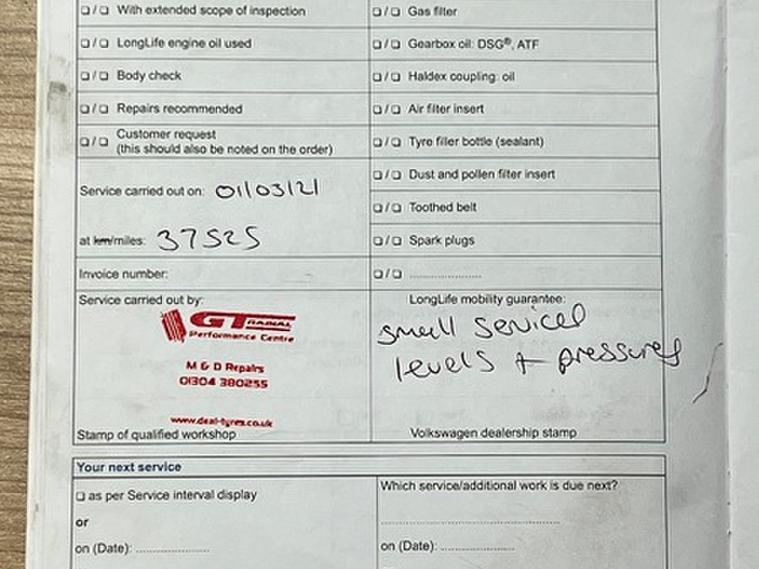 ☐ / ☐ With extended scope of inspection
☐ / ☐ Gas filter
☐ / ☐ LongLife engine oil used
☐ / ☐ Gearbox oil: DSG®, ATF
☐ / ☐ Body check
☐ / ☐ Haldex coupling: oil
☐ / ☐ Repairs recommended
☐ / ☐ Air filter insert
☐ / ☐ Customer request
(this should also be noted on the order)
☐ / ☐ Tyre filler bottle (sealant)
☐ / ☐ Dust and pollen filter insert
Service carried out on: 01/03/21
☐ / ☐ Toothed belt
at km/miles: 37525
☐ / ☐ Spark plugs
Invoice number:
☐ / ☐ ....................
Service carried out by:
GT RADIAL
Performance Centre
M & D Repairs
01304 380255
www.deal-tyres.co.uk
Stamp of qualified workshop
LongLife mobility guarantee:
small service
levels + pressures
Volkswagen dealership stamp
Your next service
☐ as per Service interval display
or
on (Date): ....................
Which service/additional work is due next?
..................................................
on (Date): ....................